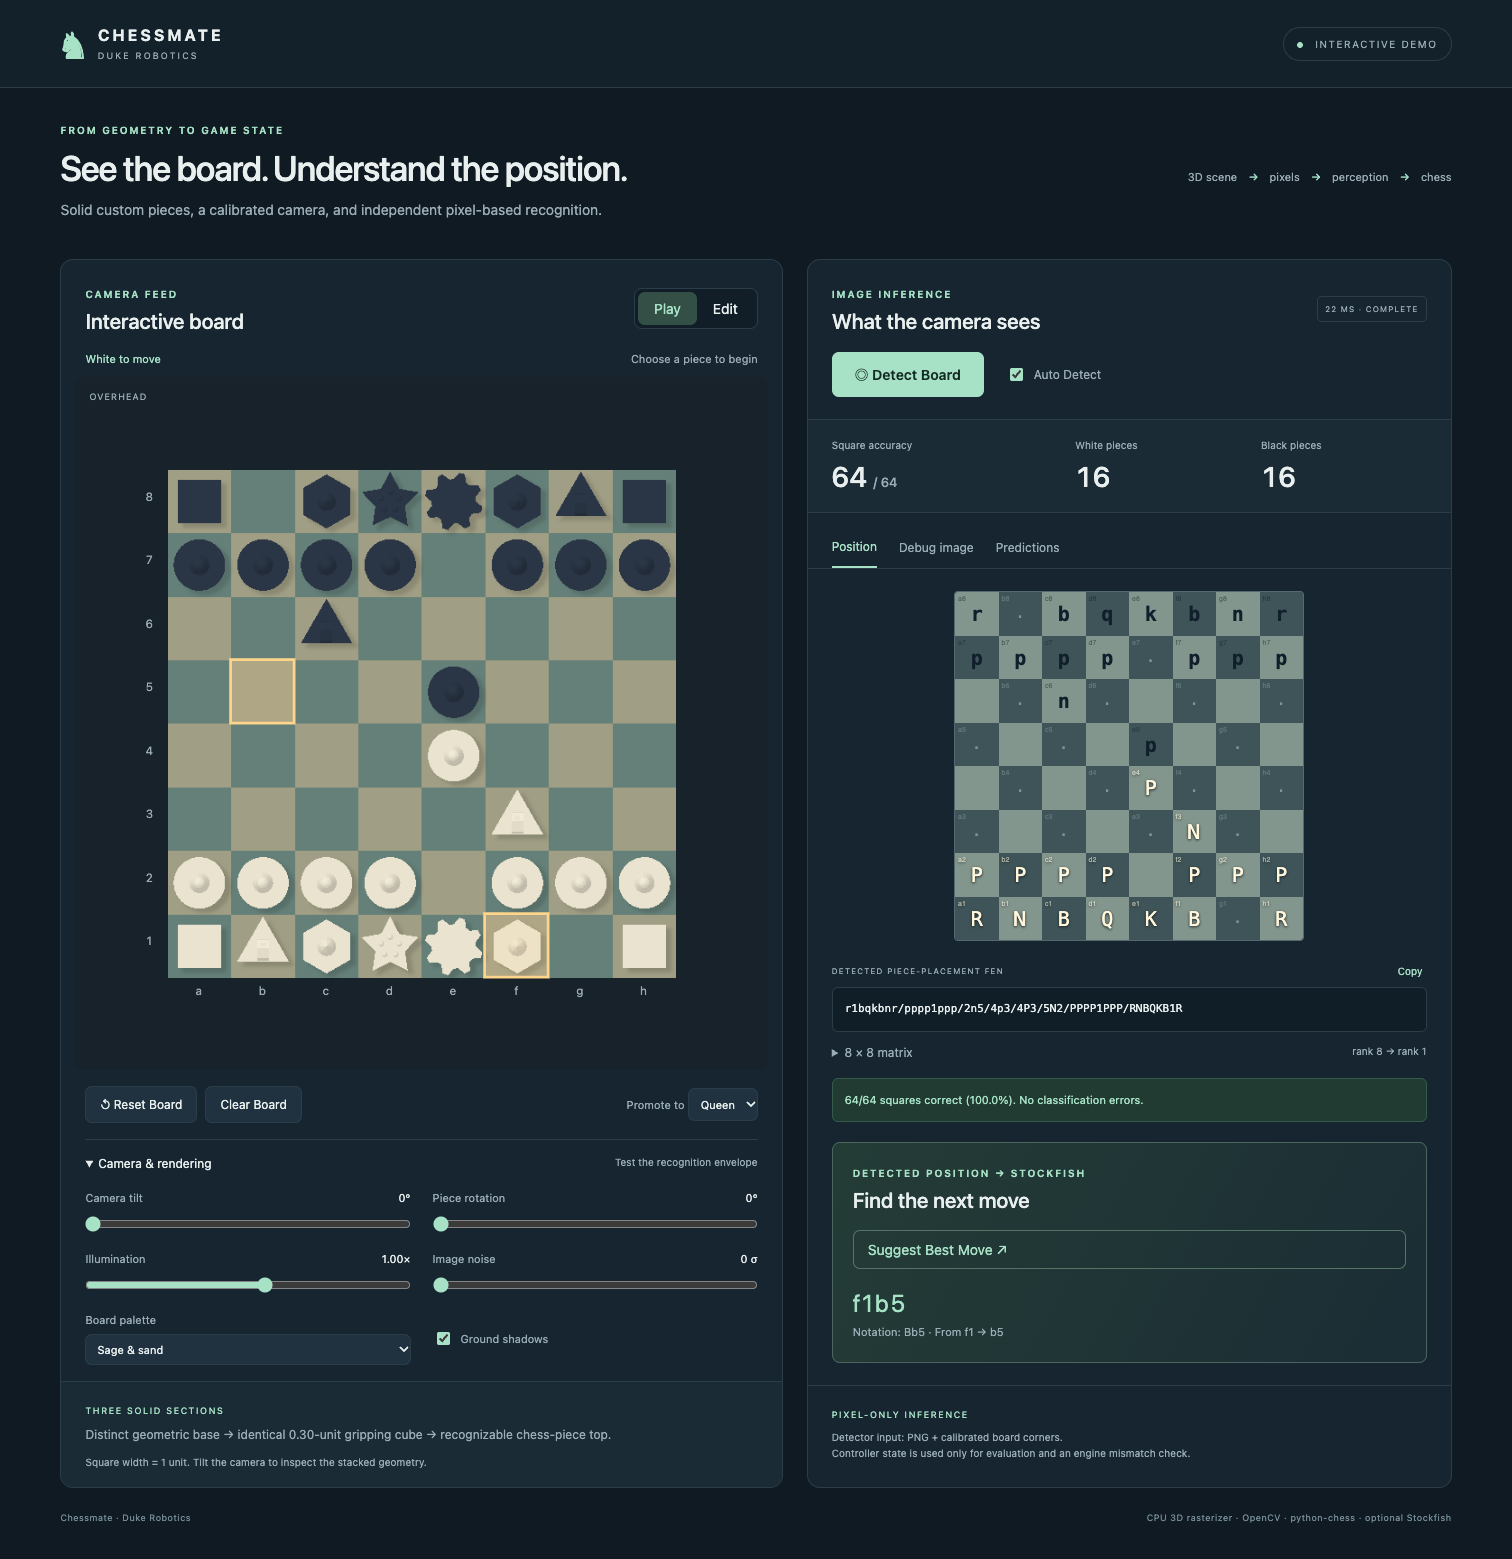 CHESSMATE
DUKE ROBOTICS
INTERACTIVE DEMO
FROM GEOMETRY TO GAME STATE
See the board. Understand the position.
Solid custom pieces, a calibrated camera, and independent pixel-based recognition.
3D scene → pixels → perception → chess
CAMERA FEED
Interactive board
Play Edit
White to move Choose a piece to begin
OVERHEAD
8
7
6
5
4
3
2
1
a b c d e f g h
↺ Reset Board Clear Board Promote to Queen
▼ Camera & rendering Test the recognition envelope
Camera tilt 0° Piece rotation 0°
Illumination 1.00× Image noise 0 σ
Board palette
Sage & sand
Ground shadows
THREE SOLID SECTIONS
Distinct geometric base → identical 0.30-unit gripping cube → recognizable chess-piece top.
Square width = 1 unit. Tilt the camera to inspect the stacked geometry.
IMAGE INFERENCE
What the camera sees
22 MS · COMPLETE
◎ Detect Board Auto Detect
Square accuracy White pieces Black pieces
64 / 64 16 16
Position Debug image Predictions
r b q k b n r
p p p p p p p
n
p
P
N
P P P P P P P
R N B Q K B R
DETECTED PIECE-PLACEMENT FEN Copy
r1bqkbnr/pppp1ppp/2n5/4p3/4P3/5N2/PPPP1PPP/RNBQKB1R
▶ 8 × 8 matrix rank 8 → rank 1
64/64 squares correct (100.0%). No classification errors.
DETECTED POSITION → STOCKFISH
Find the next move
Suggest Best Move ↗
f1b5
Notation: Bb5 · From f1 → b5
PIXEL-ONLY INFERENCE
Detector input: PNG + calibrated board corners.
Controller state is used only for evaluation and an engine mismatch check.
Chessmate · Duke Robotics
CPU 3D rasterizer · OpenCV · python-chess · optional Stockfish